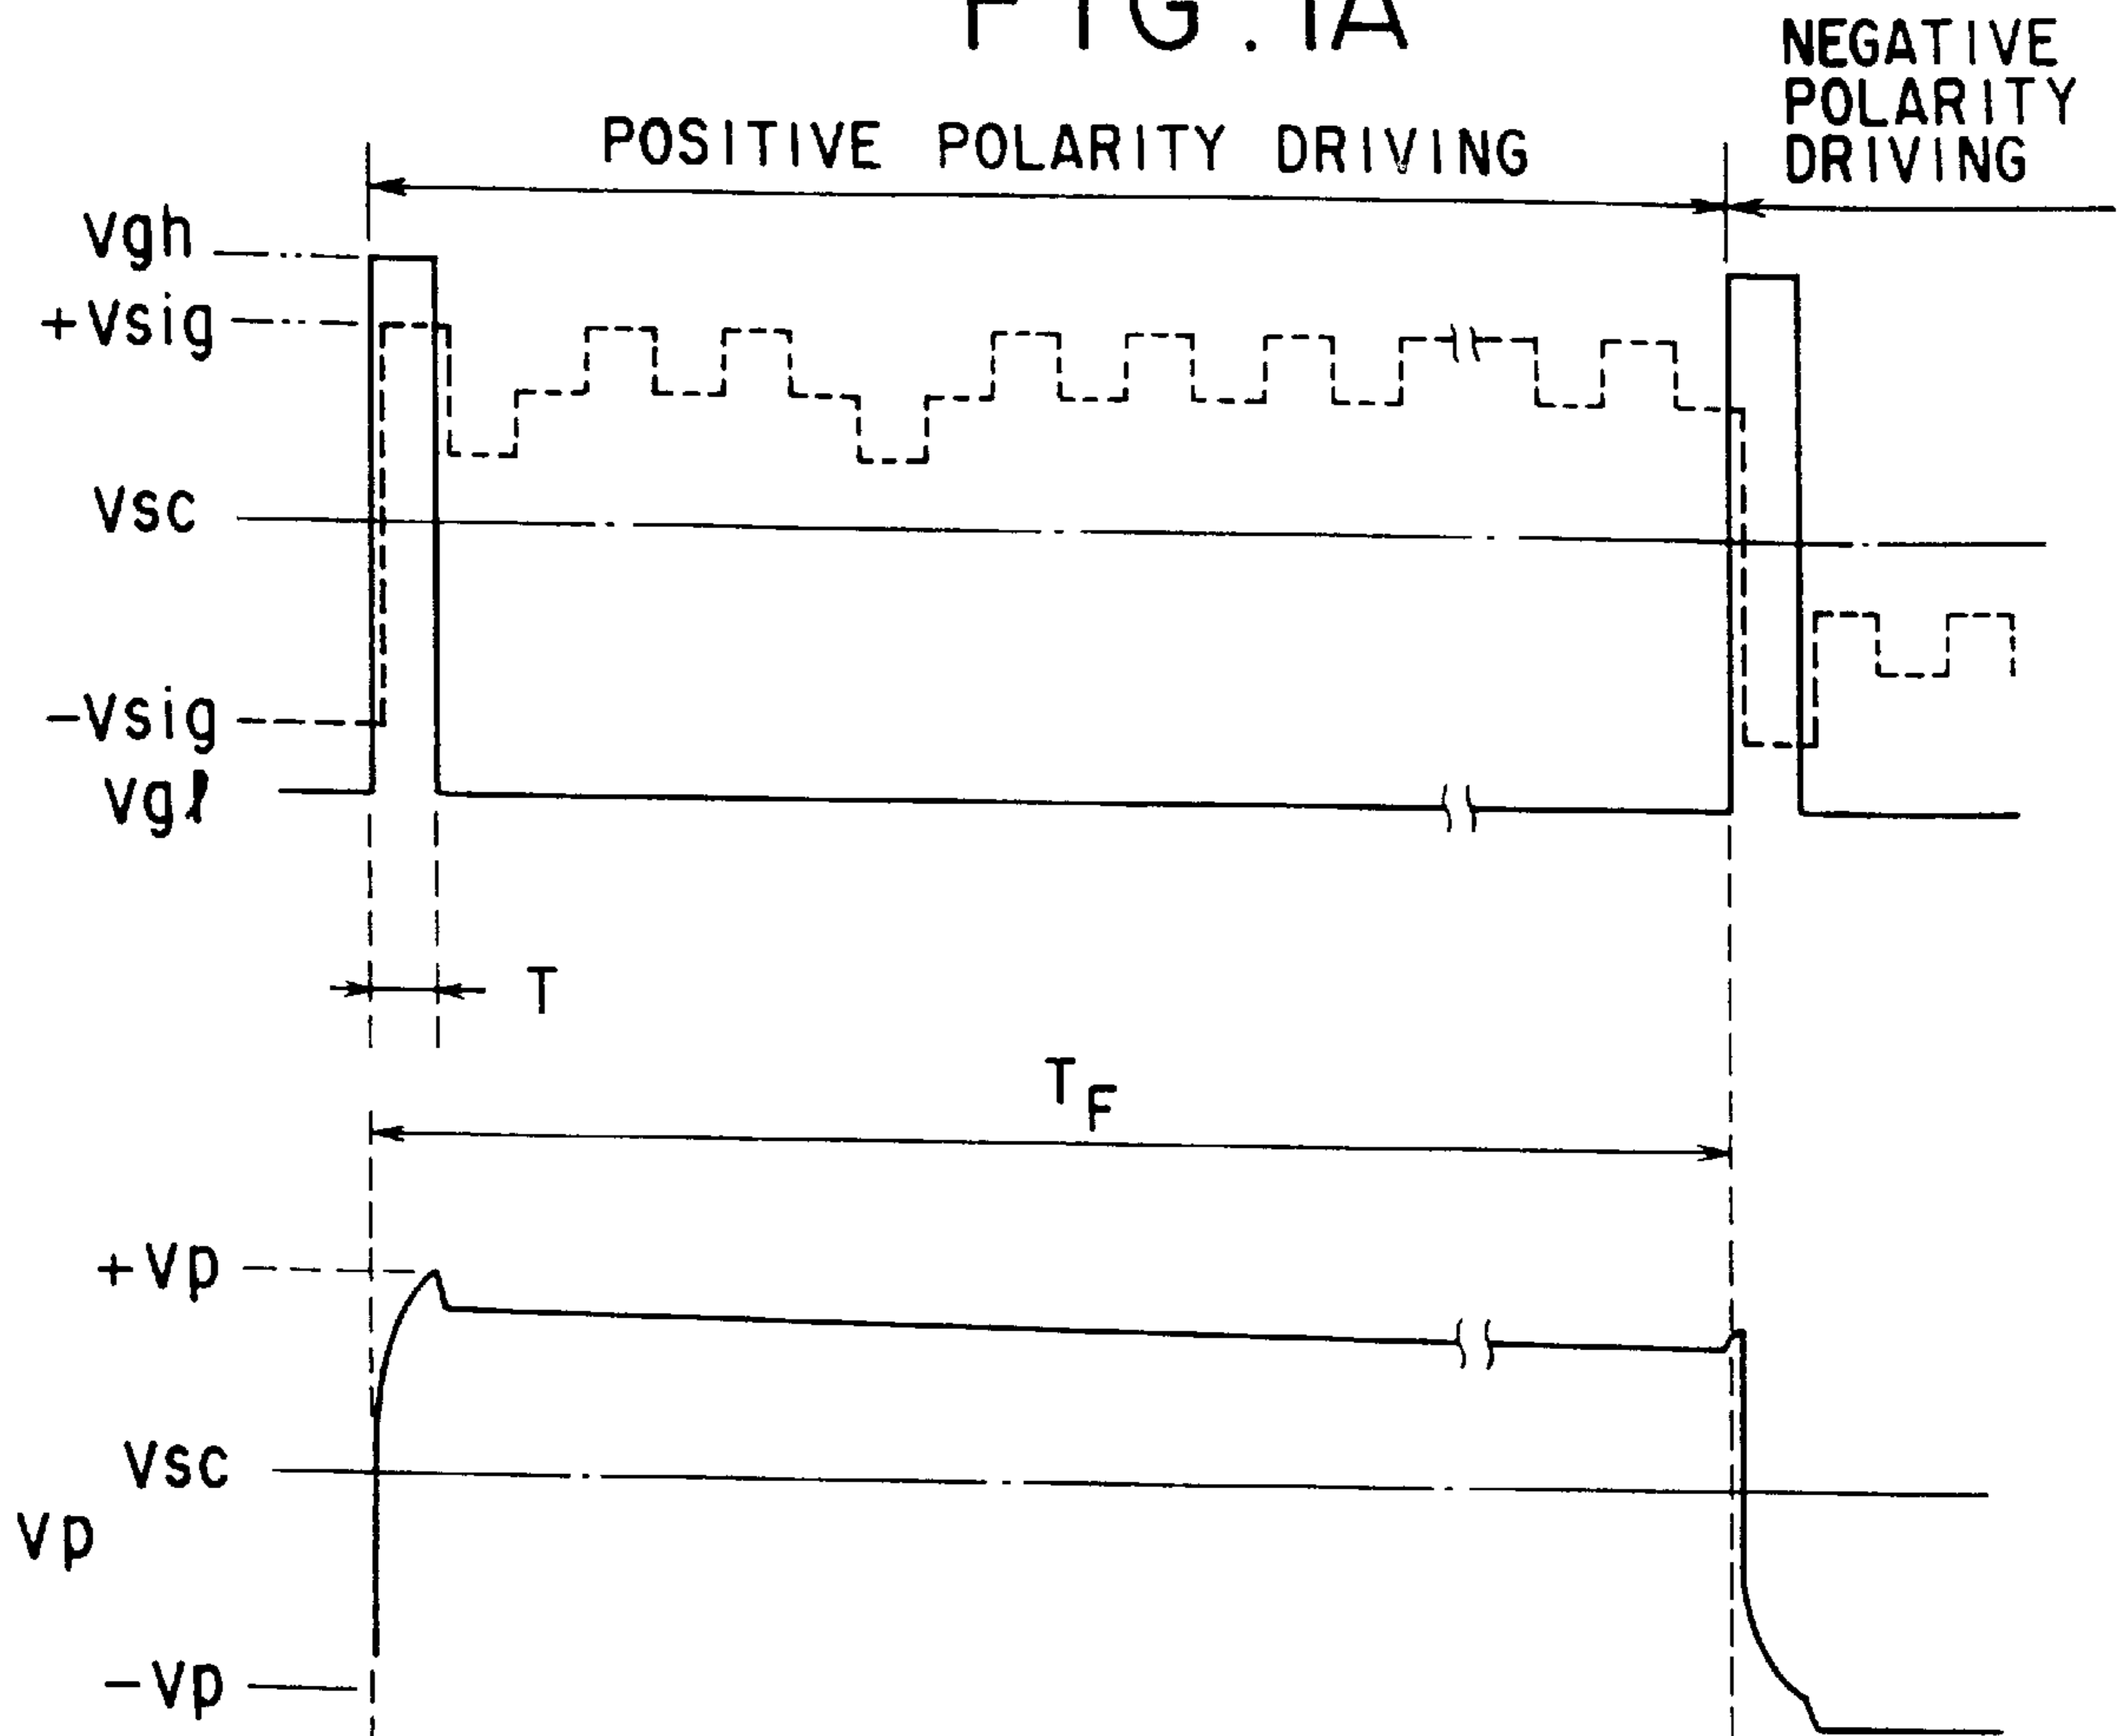 FIG. 1A
NEGATIVE
POLARITY
DRIVING
POSITIVE POLARITY DRIVING
Vgh
+Vsig
Vsc
-Vsig
Vgl
T
TF
+Vp
Vsc
Vp
-Vp